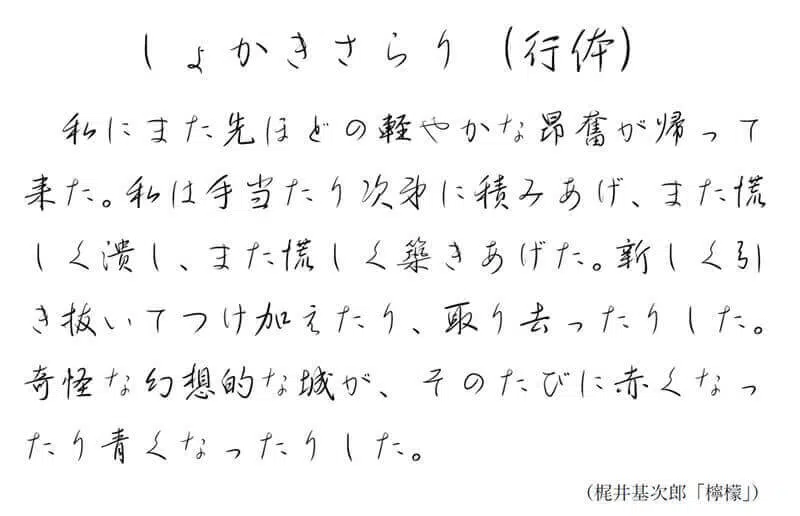 しょかきさらり（行体）
私にまた先ほどの軽やかな昂奮が帰って
来た。私は手当たり次第に積みあげ、また慌
しく潰し、また慌しく築きあげた。新しく引
き抜いてつけ加えたり、取り去ったりした。
奇怪な幻想的な城が、そのたびに赤くなっ
たり青くなったりした。
（梶井基次郎「檸檬」）